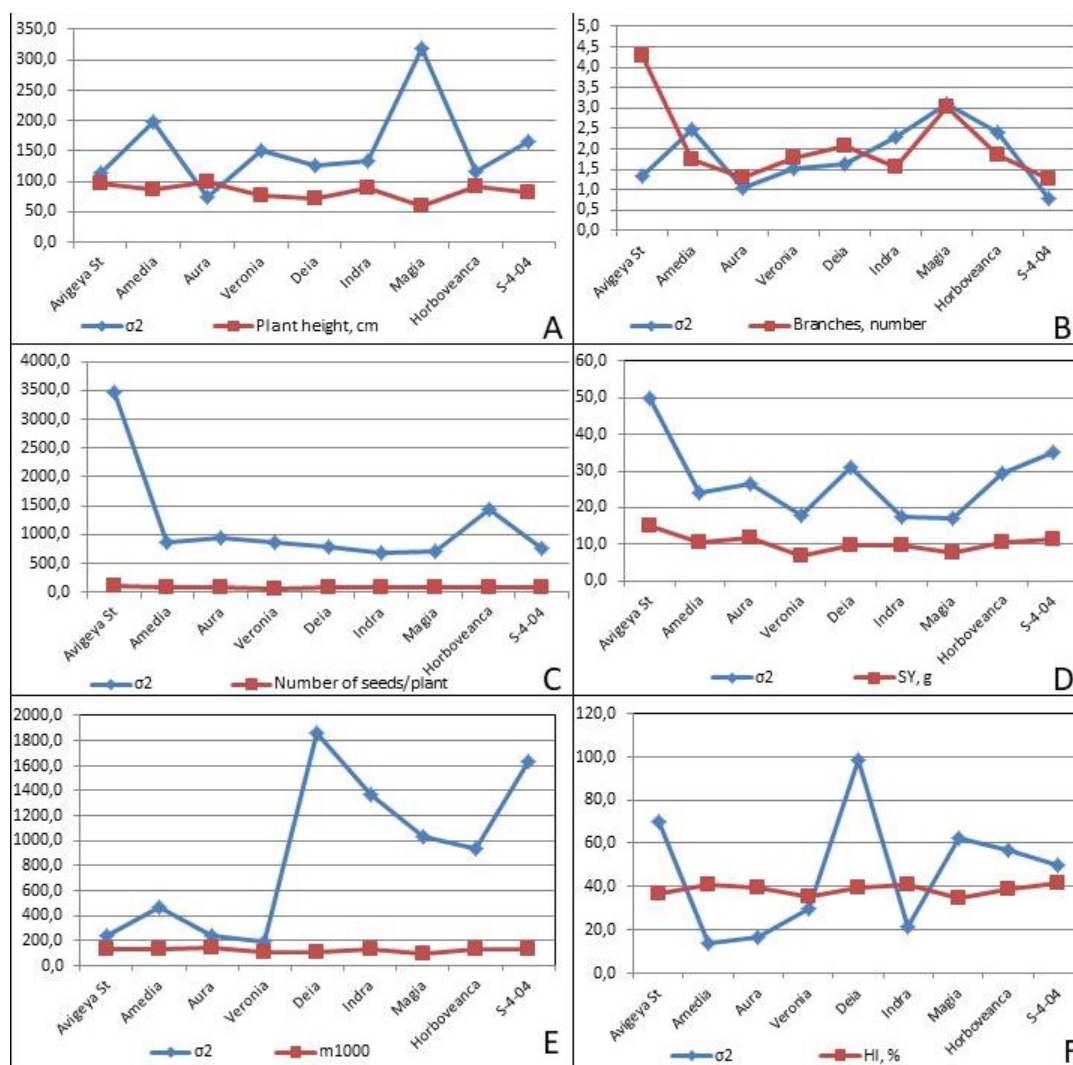 350,0
300,0
250,0
200,0
150,0
100,0
50,0
0,0
Avigeya St
Amedia
Aura
Veronia
Deia
Indra
Magia
Horboveanca
S-4-04
σ2 Plant height, cm
A
5,0
4,5
4,0
3,5
3,0
2,5
2,0
1,5
1,0
0,5
0,0
Avigeya St
Amedia
Aura
Veronia
Deia
Indra
Magia
Horboveanca
S-4-04
σ2 Branches, number
B
4000,0
3500,0
3000,0
2500,0
2000,0
1500,0
1000,0
500,0
0,0
Avigeya St
Amedia
Aura
Veronia
Deia
Indra
Magia
Horboveanca
S-4-04
σ2 Number of seeds/plant
C
60,0
50,0
40,0
30,0
20,0
10,0
0,0
Avigeya St
Amedia
Aura
Veronia
Deia
Indra
Magia
Horboveanca
S-4-04
σ2 SY, g
D
2000,0
1800,0
1600,0
1400,0
1200,0
1000,0
800,0
600,0
400,0
200,0
0,0
Avigeya St
Amedia
Aura
Veronia
Deia
Indra
Magia
Horboveanca
S-4-04
σ2 m1000
E
120,0
100,0
80,0
60,0
40,0
20,0
0,0
Avigeya St
Amedia
Aura
Veronia
Deia
Indra
Magia
Horboveanca
S-4-04
σ2 HI, %
F